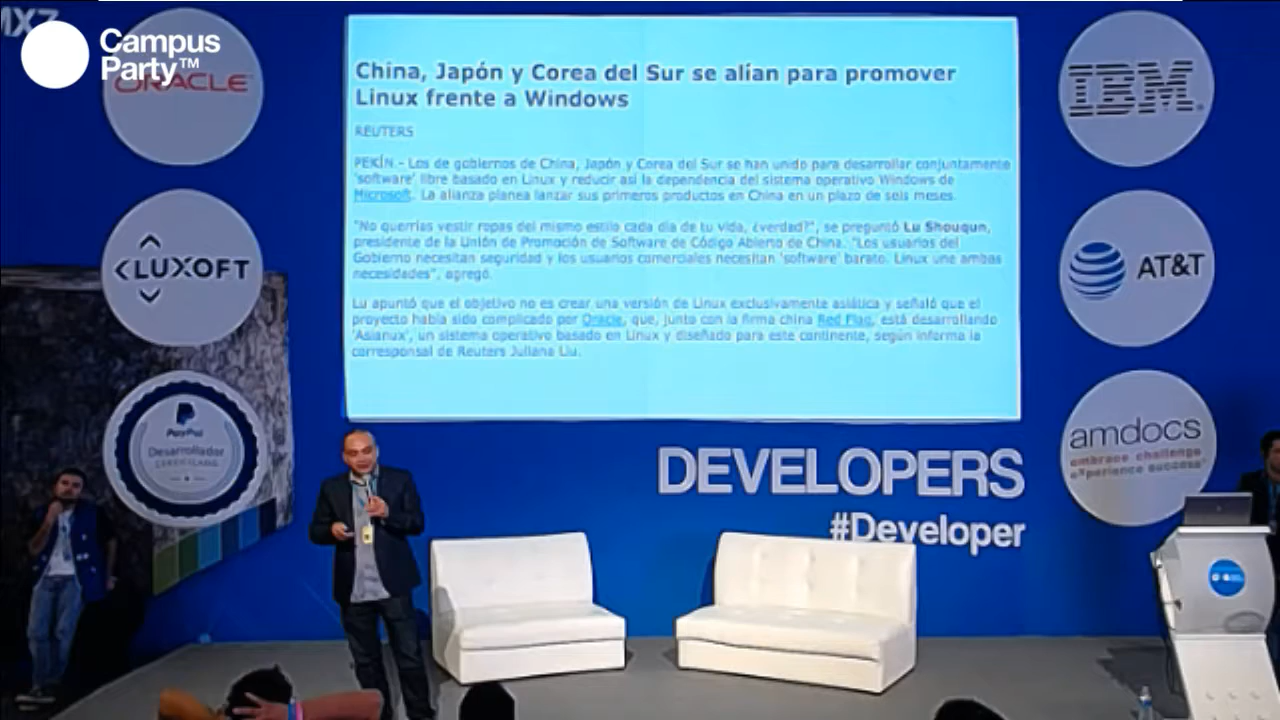 MX7
Campus
Party™
ORACLE
LUXOFT
PayPal
Desarrollador
CERTIFICADO
China, Japón y Corea del Sur se alían para promover
Linux frente a Windows
REUTERS
PEKÍN - Los de gobiernos de China, Japón y Corea del Sur se han unido para desarrollar conjuntamente
'software' libre basado en Linux y reducir así la dependencia del sistema operativo Windows de
Microsoft. La alianza planea lanzar sus primeros productos en China en un plazo de seis meses.
"No querrías vestir ropas del mismo estilo cada día de tu vida, ¿verdad?", se preguntó Lu Shouqun,
presidente de la Unión de Promoción de Software de Código Abierto de China. "Los usuarios del
Gobierno necesitan seguridad y los usuarios comerciales necesitan 'software' barato. Linux une ambas
necesidades", agregó.
Lu apuntó que el objetivo no es crear una versión de Linux exclusivamente asiática y señaló que el
proyecto había sido complicado por Oracle, que, junto con la firma china Red Flag, está desarrollando
'Asianux', un sistema operativo basado en Linux y diseñado para este continente, según informa la
corresponsal de Reuters Juliana Liu.
DEVELOPERS
#Developer
IBM
AT&T
amdocs
embrace challenge
experience success